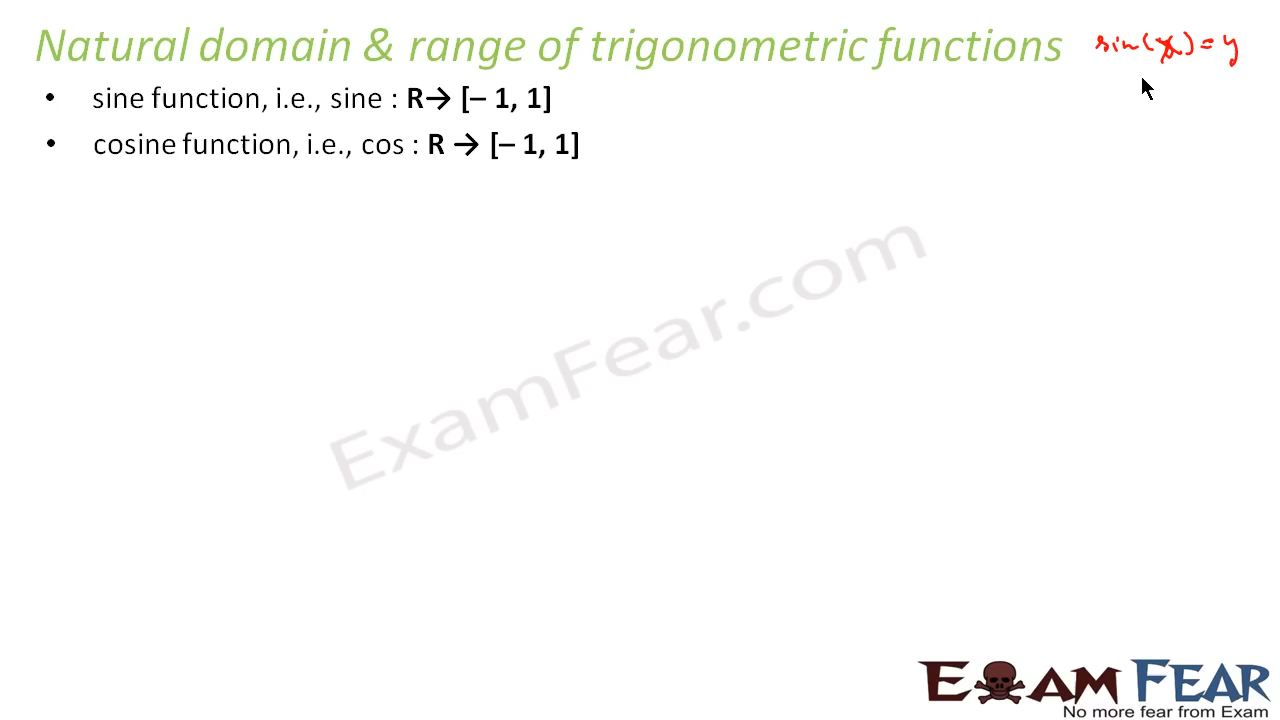 Natural domain & range of trigonometric functions sin(x)=y
• sine function, i.e., sine : R→ [– 1, 1]
• cosine function, i.e., cos : R → [– 1, 1]
ExamFear.com
EXAM FEAR
No more fear from Exam